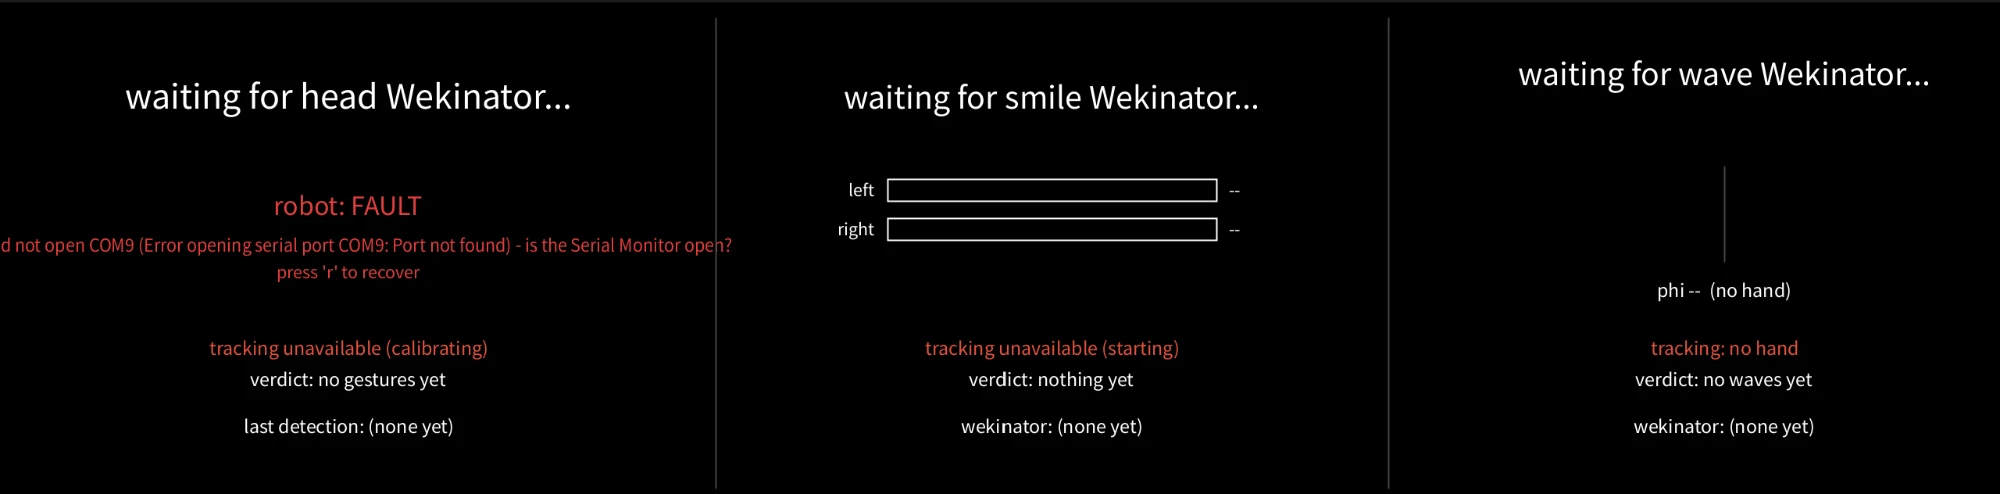 waiting for head Wekinator...
robot: FAULT
d not open COM9 (Error opening serial port COM9: Port not found) - is the Serial Monitor open?
press 'r' to recover
tracking unavailable (calibrating)
verdict: no gestures yet
last detection: (none yet)
waiting for smile Wekinator...
left --
right --
tracking unavailable (starting)
verdict: nothing yet
wekinator: (none yet)
waiting for wave Wekinator...
phi -- (no hand)
tracking: no hand
verdict: no waves yet
wekinator: (none yet)